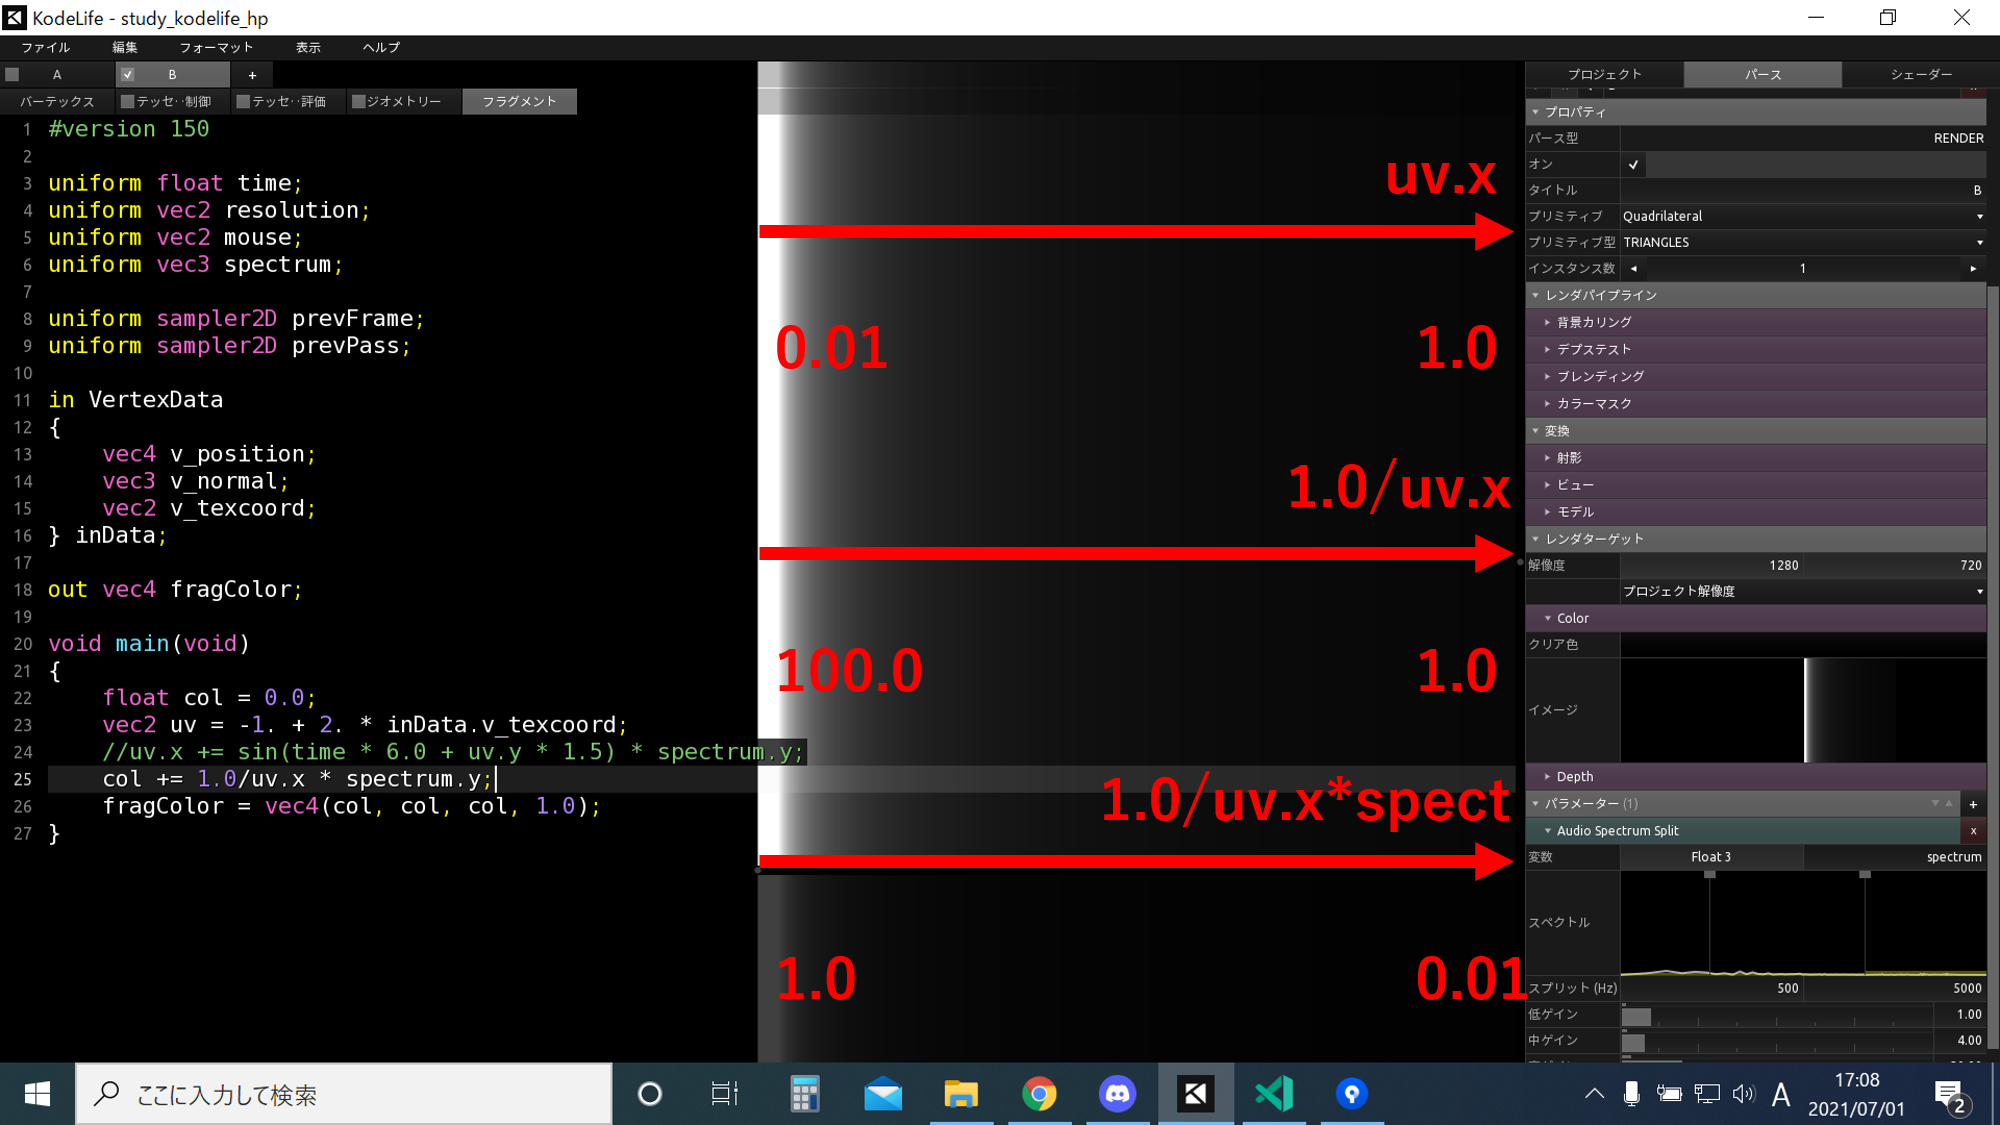 KodeLife - study_kodelife_hp
ファイル 編集 フォーマット 表示 ヘルプ
A B +
バーテックス テッセ··制御 テッセ··評価 ジオメトリー フラグメント
1 #version 150
2
3 uniform float time;
4 uniform vec2 resolution;
5 uniform vec2 mouse;
6 uniform vec3 spectrum;
7
8 uniform sampler2D prevFrame;
9 uniform sampler2D prevPass;
10
11 in VertexData
12 {
13 vec4 v_position;
14 vec3 v_normal;
15 vec2 v_texcoord;
16 } inData;
17
18 out vec4 fragColor;
19
20 void main(void)
21 {
22 float col = 0.0;
23 vec2 uv = -1. + 2. * inData.v_texcoord;
24 //uv.x += sin(time * 6.0 + uv.y * 1.5) * spectrum.y;
25 col += 1.0/uv.x * spectrum.y;
26 fragColor = vec4(col, col, col, 1.0);
27 }
uv.x
0.01 1.0
1.0/uv.x
100.0 1.0
1.0/uv.x*spect
1.0 0.01
プロジェクト パース シェーダー
プロパティ
パース型 RENDER
オン
タイトル B
プリミティブ Quadrilateral
プリミティブ型 TRIANGLES
インスタンス数 1
レンダパイプライン
背景カリング
デプステスト
ブレンディング
カラーマスク
変換
射影
ビュー
モデル
レンダターゲット
解像度 1280 720
プロジェクト解像度
Color
クリア色
イメージ
Depth
パラメーター (1) +
Audio Spectrum Split x
変数 Float 3 spectrum
スペクトル
スプリット (Hz) 500 5000
低ゲイン 1.00
中ゲイン 4.00
ここに入力して検索
A
17:08
2021/07/01
2